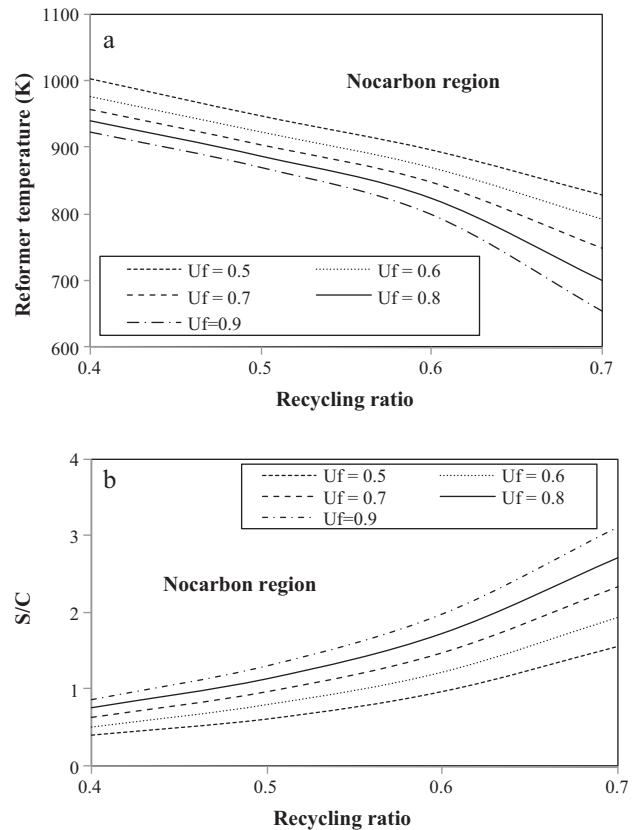 1100
a
1000
Nocarbon region
900
800
700
600
Reformer temperature (K)
Uf = 0.5
Uf = 0.6
Uf = 0.7
Uf = 0.8
Uf=0.9
0.4
0.5
0.6
0.7
Recycling ratio
4
b
3
2
1
0
S/C
Uf = 0.5
Uf = 0.6
Uf = 0.7
Uf = 0.8
Uf=0.9
Nocarbon region
0.4
0.5
0.6
0.7
Recycling ratio